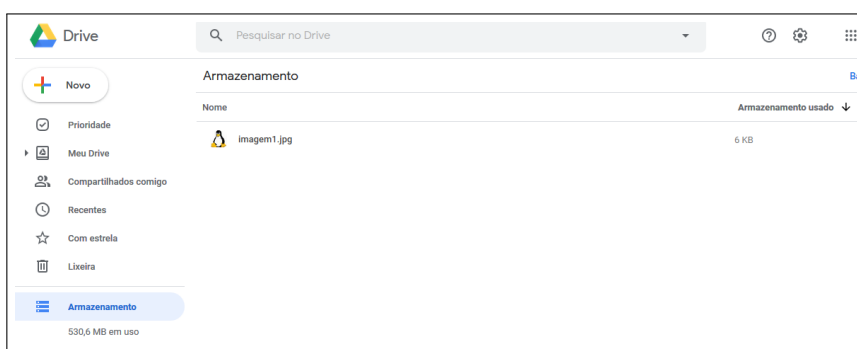 Drive
Pesquisar no Drive
Novo
Armazenamento
Nome
Armazenamento usado
imagem1.jpg
6 KB
Prioridade
Meu Drive
Compartilhados comigo
Recentes
Com estrela
Lixeira
Armazenamento
530,6 MB em uso